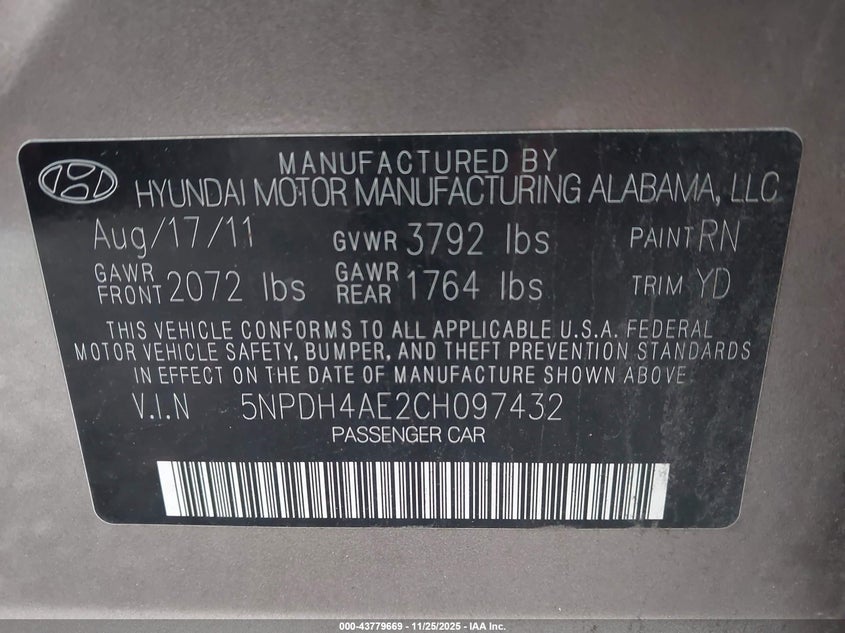 MANUFACTURED BY
HYUNDAI MOTOR MANUFACTURING ALABAMA, LLC
Aug/17/11 GVWR 3792 lbs PAINT RN
GAWR FRONT 2072 lbs GAWR REAR 1764 lbs TRIM YD
THIS VEHICLE CONFORMS TO ALL APPLICABLE U.S.A. FEDERAL
MOTOR VEHICLE SAFETY, BUMPER, AND THEFT PREVENTION STANDARDS
IN EFFECT ON THE DATE OF MANUFACTURE SHOWN ABOVE.
V.I.N 5NPDH4AE2CH097432
PASSENGER CAR
000-43779669 - 11/25/2025 - IAA Inc.